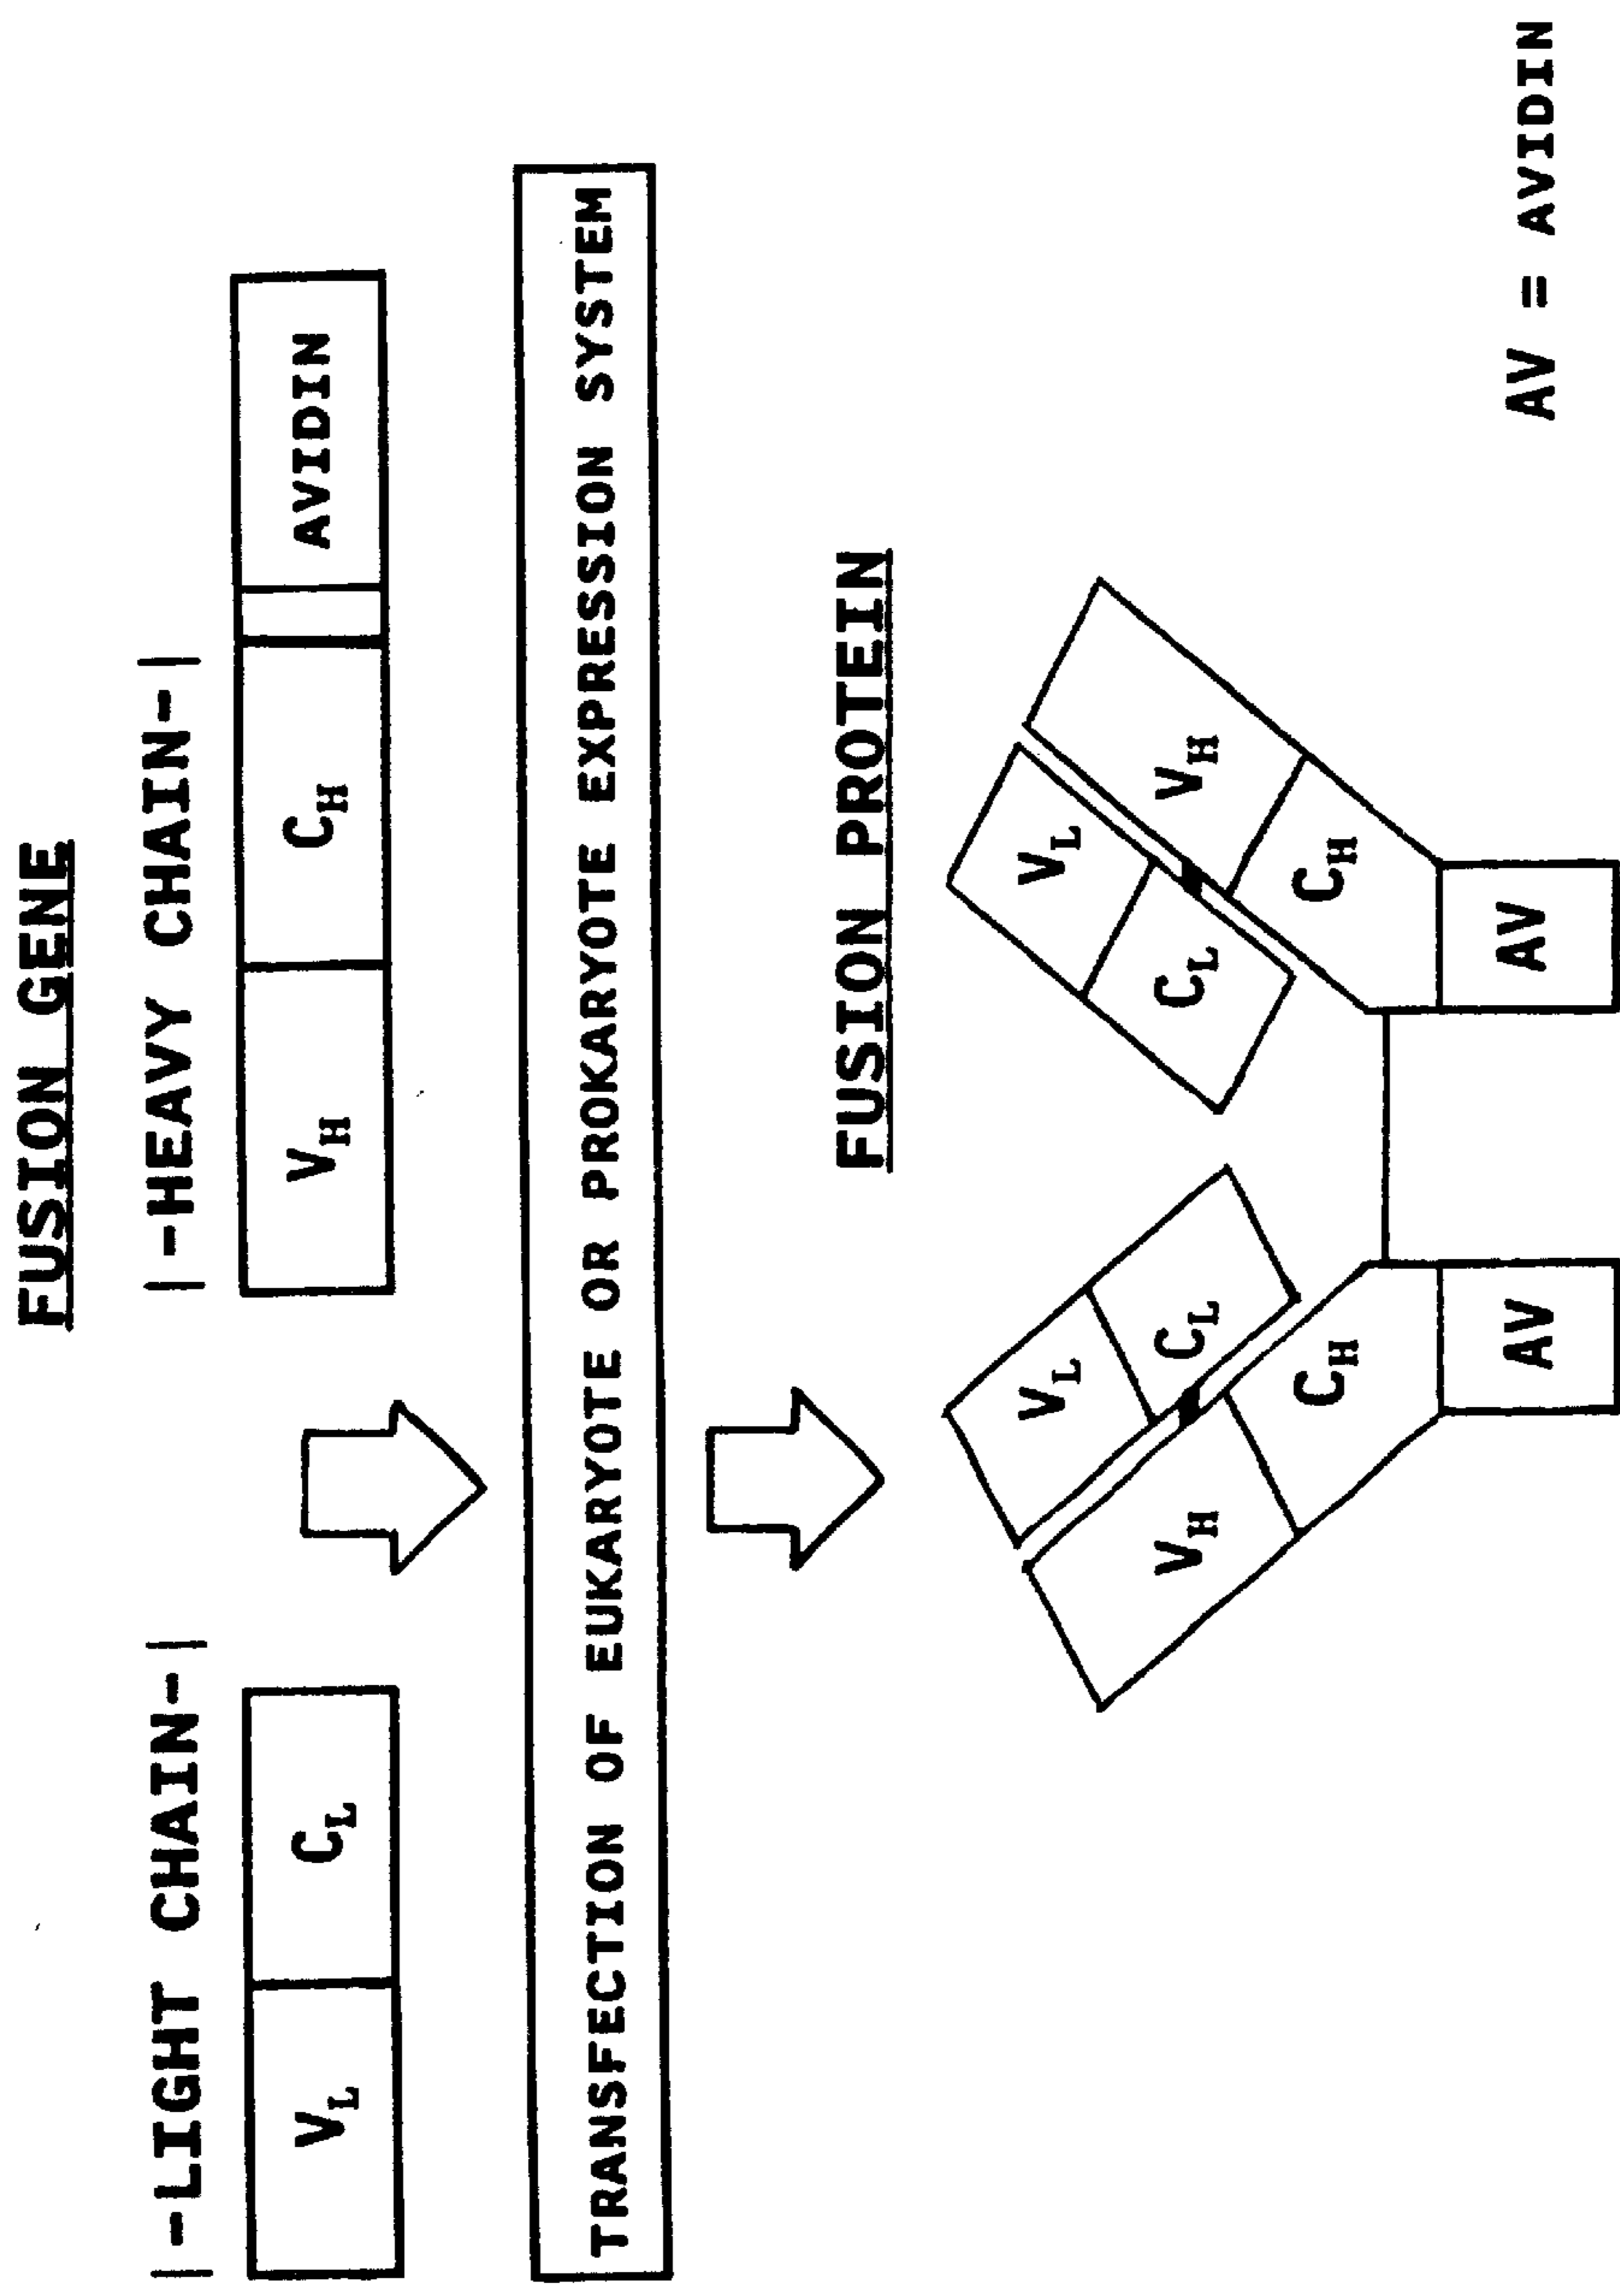 FUSION GENE
|-LIGHT CHAIN-| |-HEAVY CHAIN-|
VL CL VH CH AVIDIN
TRANSFECTION OF EUKARYOTE OR PROKARYOTE EXPRESSION SYSTEM
FUSION PROTEIN
VL VL
VH CL CL VH
CH CH
AV AV
AV = AVIDIN